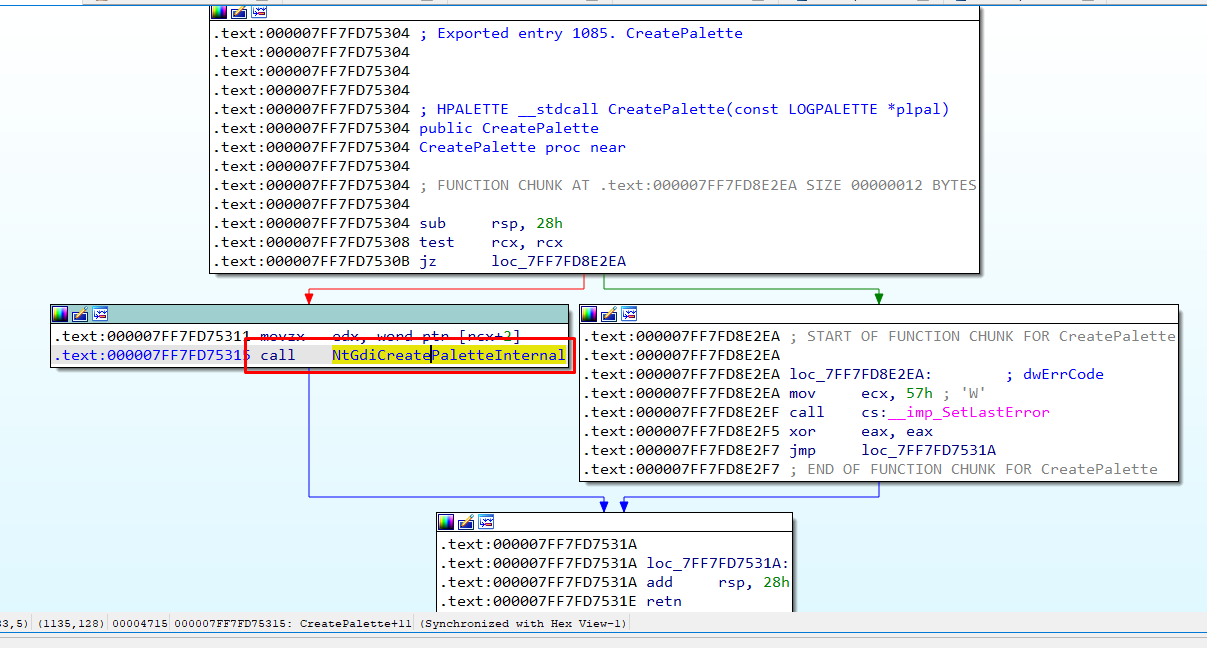 .text:000007FF7FD75304 ; Exported entry 1085. CreatePalette
.text:000007FF7FD75304
.text:000007FF7FD75304
.text:000007FF7FD75304
.text:000007FF7FD75304 ; HPALETTE __stdcall CreatePalette(const LOGPALETTE *plpal)
.text:000007FF7FD75304 public CreatePalette
.text:000007FF7FD75304 CreatePalette proc near
.text:000007FF7FD75304
.text:000007FF7FD75304 ; FUNCTION CHUNK AT .text:000007FF7FD8E2EA SIZE 00000012 BYTES
.text:000007FF7FD75304
.text:000007FF7FD75304 sub rsp, 28h
.text:000007FF7FD75308 test rcx, rcx
.text:000007FF7FD7530B jz loc_7FF7FD8E2EA
.text:000007FF7FD75311 movzx edx, word ptr [rcx+2]
.text:000007FF7FD75315 call NtGdiCreatePaletteInternal
.text:000007FF7FD8E2EA ; START OF FUNCTION CHUNK FOR CreatePalette
.text:000007FF7FD8E2EA
.text:000007FF7FD8E2EA loc_7FF7FD8E2EA: ; dwErrCode
.text:000007FF7FD8E2EA mov ecx, 57h ; 'W'
.text:000007FF7FD8E2EF call cs:__imp_SetLastError
.text:000007FF7FD8E2F5 xor eax, eax
.text:000007FF7FD8E2F7 jmp loc_7FF7FD7531A
.text:000007FF7FD8E2F7 ; END OF FUNCTION CHUNK FOR CreatePalette
.text:000007FF7FD7531A
.text:000007FF7FD7531A loc_7FF7FD7531A:
.text:000007FF7FD7531A add rsp, 28h
.text:000007FF7FD7531E retn
33,5) (1135,128) 00004715 000007FF7FD75315: CreatePalette+11 (Synchronized with Hex View-1)